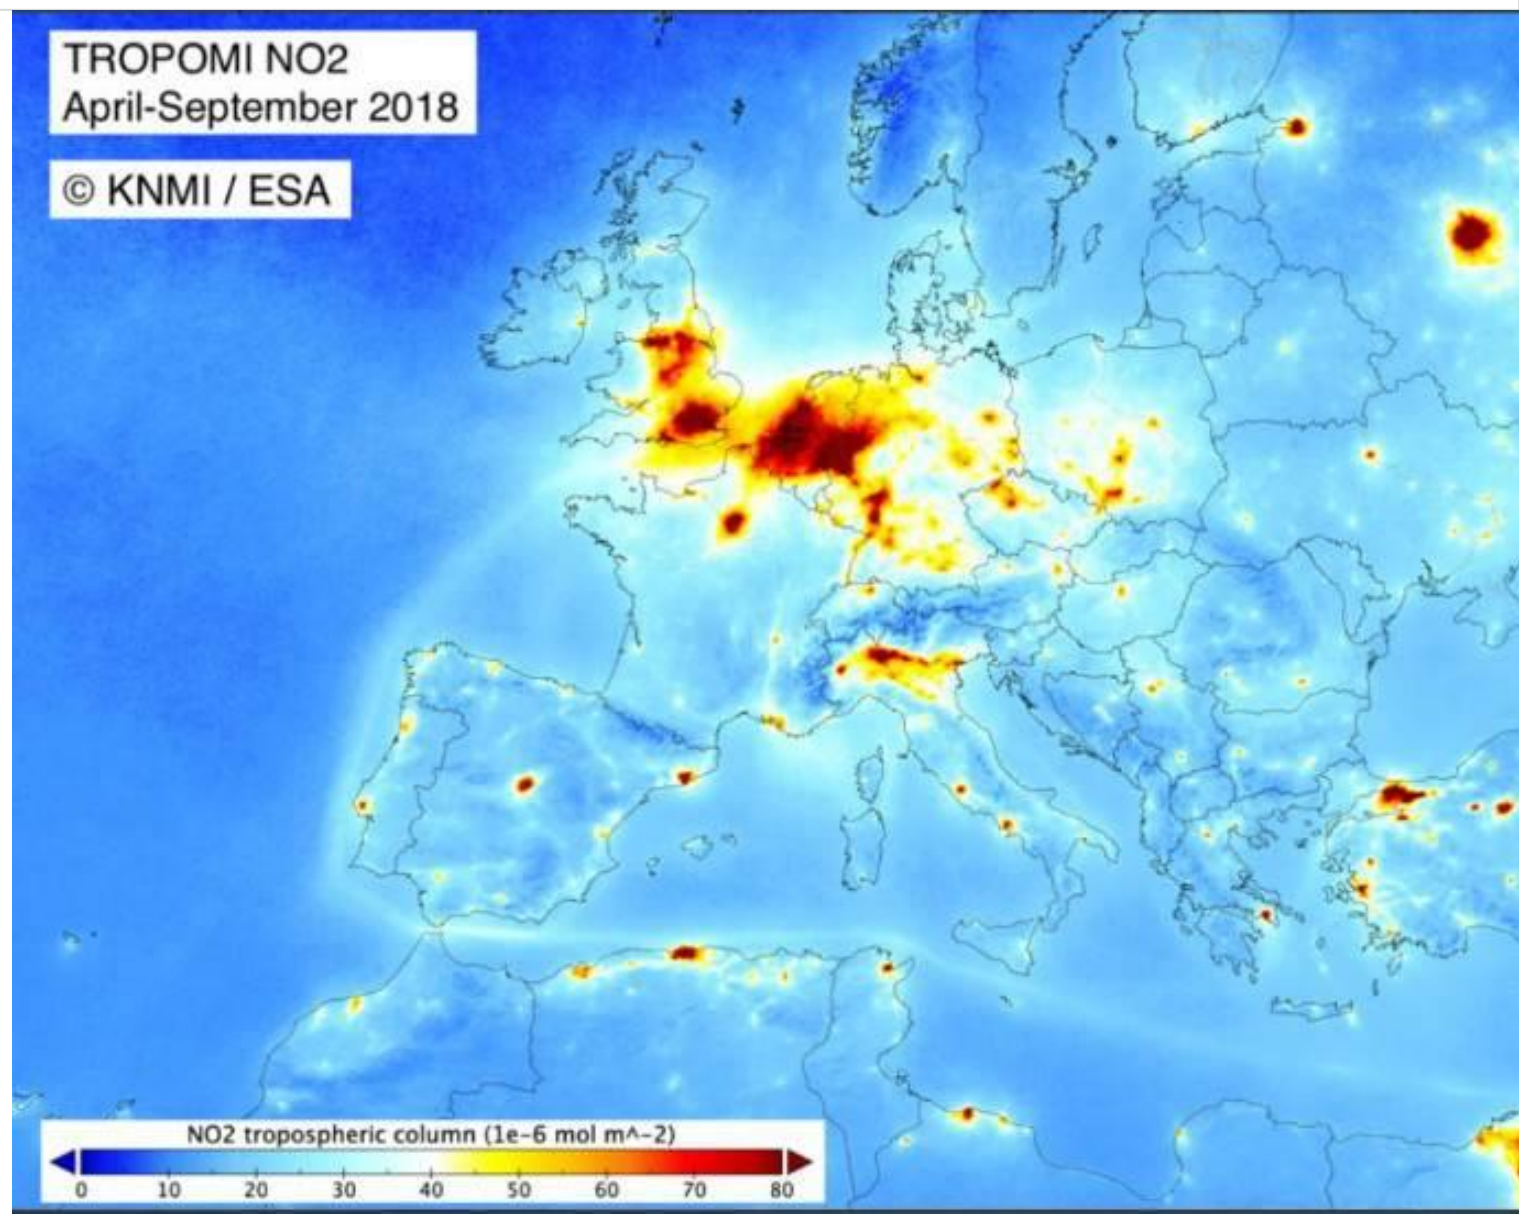 TROPOMI NO2
April-September 2018
© KNMI / ESA
NO2 tropospheric column (1e-6 mol m^-2)
0 10 20 30 40 50 60 70 80